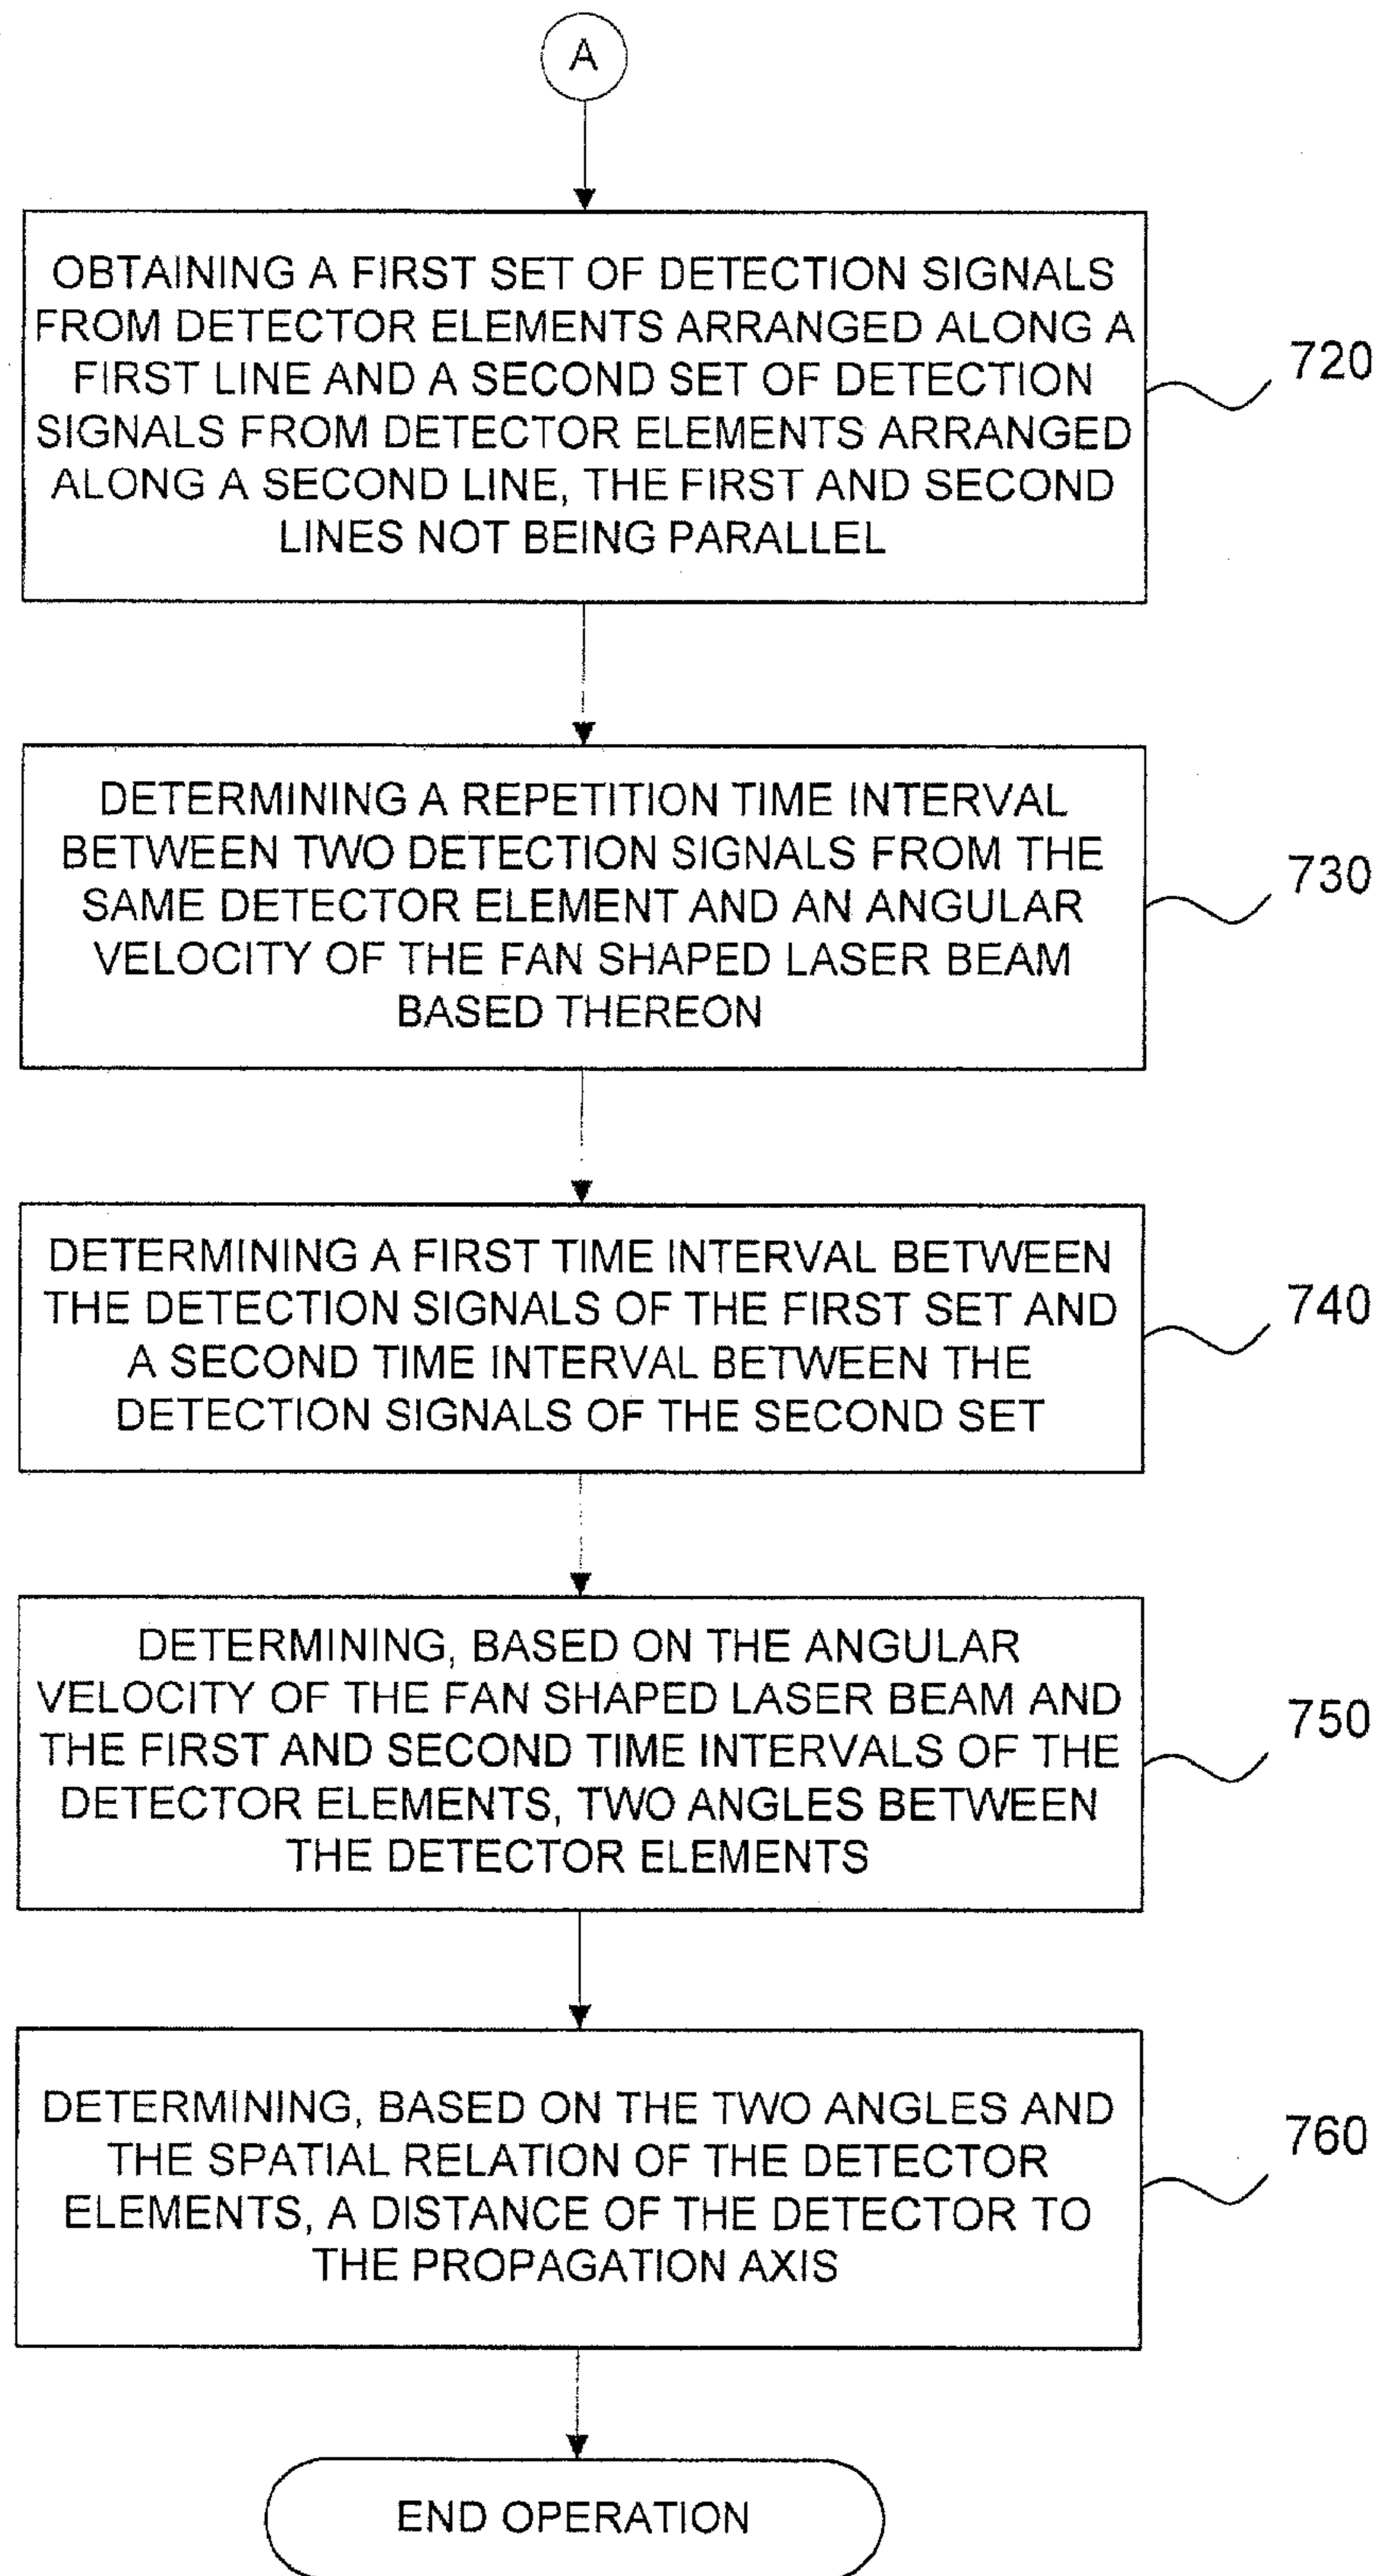 A
OBTAINING A FIRST SET OF DETECTION SIGNALS
FROM DETECTOR ELEMENTS ARRANGED ALONG A
FIRST LINE AND A SECOND SET OF DETECTION
SIGNALS FROM DETECTOR ELEMENTS ARRANGED
ALONG A SECOND LINE, THE FIRST AND SECOND
LINES NOT BEING PARALLEL
720
DETERMINING A REPETITION TIME INTERVAL
BETWEEN TWO DETECTION SIGNALS FROM THE
SAME DETECTOR ELEMENT AND AN ANGULAR
VELOCITY OF THE FAN SHAPED LASER BEAM
BASED THEREON
730
DETERMINING A FIRST TIME INTERVAL BETWEEN
THE DETECTION SIGNALS OF THE FIRST SET AND
A SECOND TIME INTERVAL BETWEEN THE
DETECTION SIGNALS OF THE SECOND SET
740
DETERMINING, BASED ON THE ANGULAR
VELOCITY OF THE FAN SHAPED LASER BEAM AND
THE FIRST AND SECOND TIME INTERVALS OF THE
DETECTOR ELEMENTS, TWO ANGLES BETWEEN
THE DETECTOR ELEMENTS
750
DETERMINING, BASED ON THE TWO ANGLES AND
THE SPATIAL RELATION OF THE DETECTOR
ELEMENTS, A DISTANCE OF THE DETECTOR TO
THE PROPAGATION AXIS
760
END OPERATION